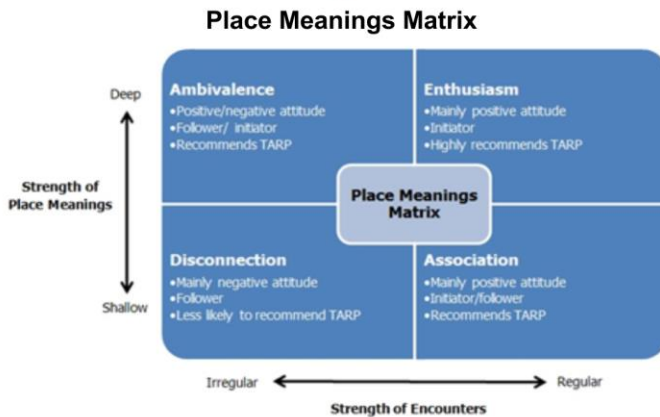 Place Meanings Matrix
Deep
Strength of
Place Meanings
Shallow
Ambivalence
•Positive/negative attitude
•Follower/ initiator
•Recommends TARP
Enthusiasm
•Mainly positive attitude
•Initiator
•Highly recommends TARP
Place Meanings
Matrix
Disconnection
•Mainly negative attitude
•Follower
•Less likely to recommend TARP
Association
•Mainly positive attitude
•Initiator/follower
•Recommends TARP
Irregular
Regular
Strength of Encounters